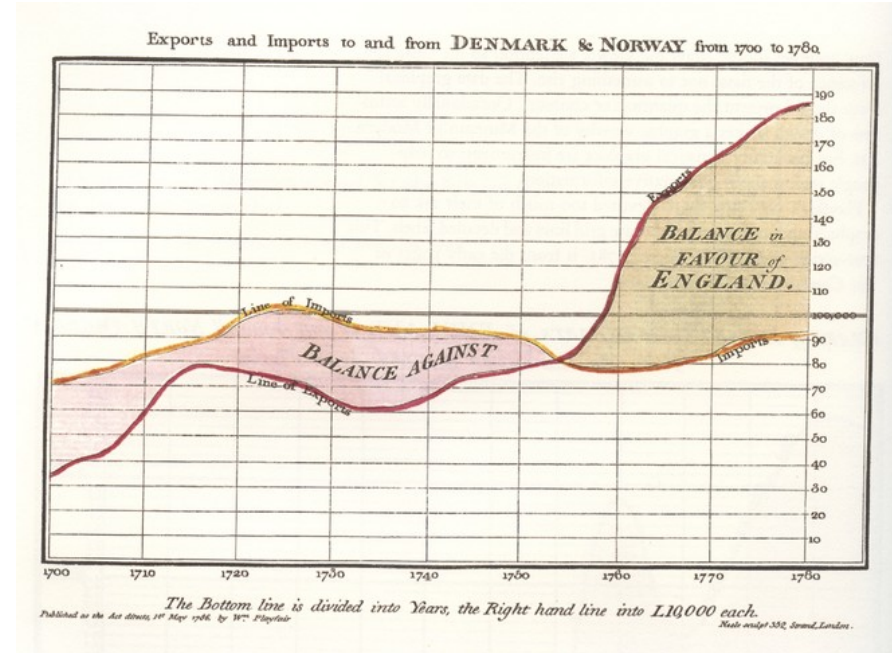 Exports and Imports to and from DENMARK & NORWAY from 1700 to 1780.
190
180
170
160
150
140
130
120
110
100,000
90
80
70
60
50
40
30
20
10
Exports
BALANCE in
FAVOUR of
ENGLAND.
Line of Imports
BALANCE AGAINST
Imports
Line of Exports
1700 1710 1720 1730 1740 1750 1760 1770 1780
The Bottom line is divided into Years, the Right hand line into L10,000 each.
Published as the Act directs, 1st May 1786. by Wm. Playfair
Neele sculpt 352, Strand, London.